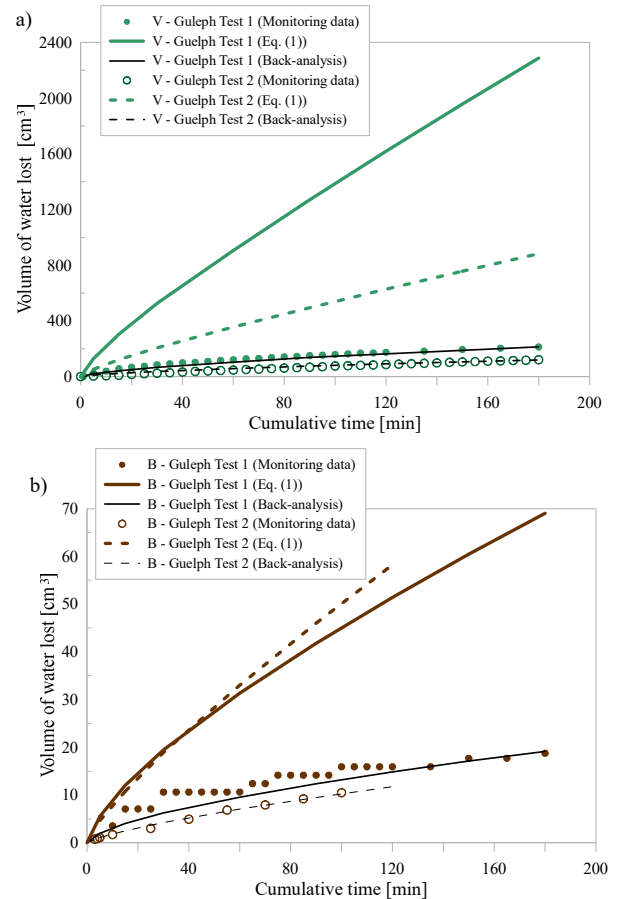 a)
V - Guleph Test 1 (Monitoring data)
V - Guelph Test 1 (Eq. (1))
V - Guelph Test 1 (Back-analysis)
V - Guleph Test 2 (Monitoring data)
V - Guelph Test 2 (Eq. (1))
V - Guelph Test 2 (Back-analysis)
2400
2000
1600
1200
800
400
0
Volume of water lost [cm³]
0 40 80 120 160 200
Cumulative time [min]
b)
B - Guleph Test 1 (Monitoring data)
B - Guelph Test 1 (Eq. (1))
B - Guelph Test 1 (Back-analysis)
B - Guleph Test 2 (Monitoring data)
B - Guelph Test 2 (Eq. (1))
B - Guleph Test 2 (Back-analysis)
70
60
50
40
30
20
10
0
Volume of water lost [cm³]
0 40 80 120 160 200
Cumulative time [min]